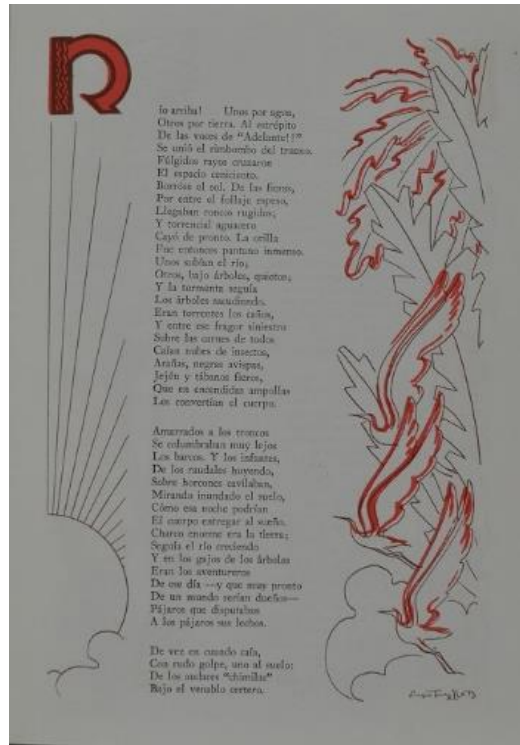 R
ío arriba! . . . Unos por agua,
Otros por tierra. Al estrépito
De las voces de "Adelante!!"
Se unió el rimbombo del trueno.
Fúlgidos rayos cruzaron
El espacio ceniciento.
Borróse el sol. De las fieras,
Por entre el follaje espeso,
Llegaban roncos rugidos;
Y torrencial aguacero
Cayó de pronto. La orilla
Fue entonces pantano inmenso.
Unos subían el río;
Otros, bajo árboles, quietos;
Y la tormenta seguía
Los árboles sacudiendo.
Eran torrentes los caños,
Y entre ese fragor siniestro
Sobre las carnes de todos
Caían nubes de insectos,
Arañas, negras avispas,
Jején y tábanos fieros,
Que en encendidas ampollas
Les convertían el cuerpo.
Amarrados a los troncos
Se columbraban muy lejos
Los barcos. Y los infantes,
De los raudales huyendo,
Sobre horcones cavilaban,
Mirando inundado el suelo,
Cómo esa noche podrían
El cuerpo entregar al sueño.
Charco enorme era la tierra;
Seguía el río creciendo
Y en los gajos de los árboles
Eran los aventureros
De ese día —y que muy pronto
De un mundo serían dueños—
Pájaros que disputaban
A los pájaros sus lechos.
De vez en cuando caía,
Con rudo golpe, uno al suelo:
De los audaces "chimilas"
Bajo el venablo certero.